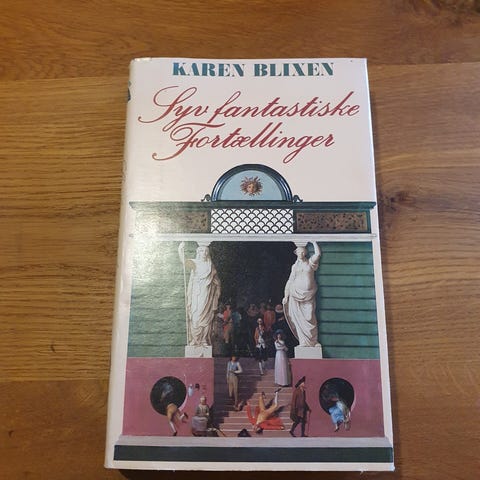 KAREN BLIXEN
Syv fantastiske
Fortællinger